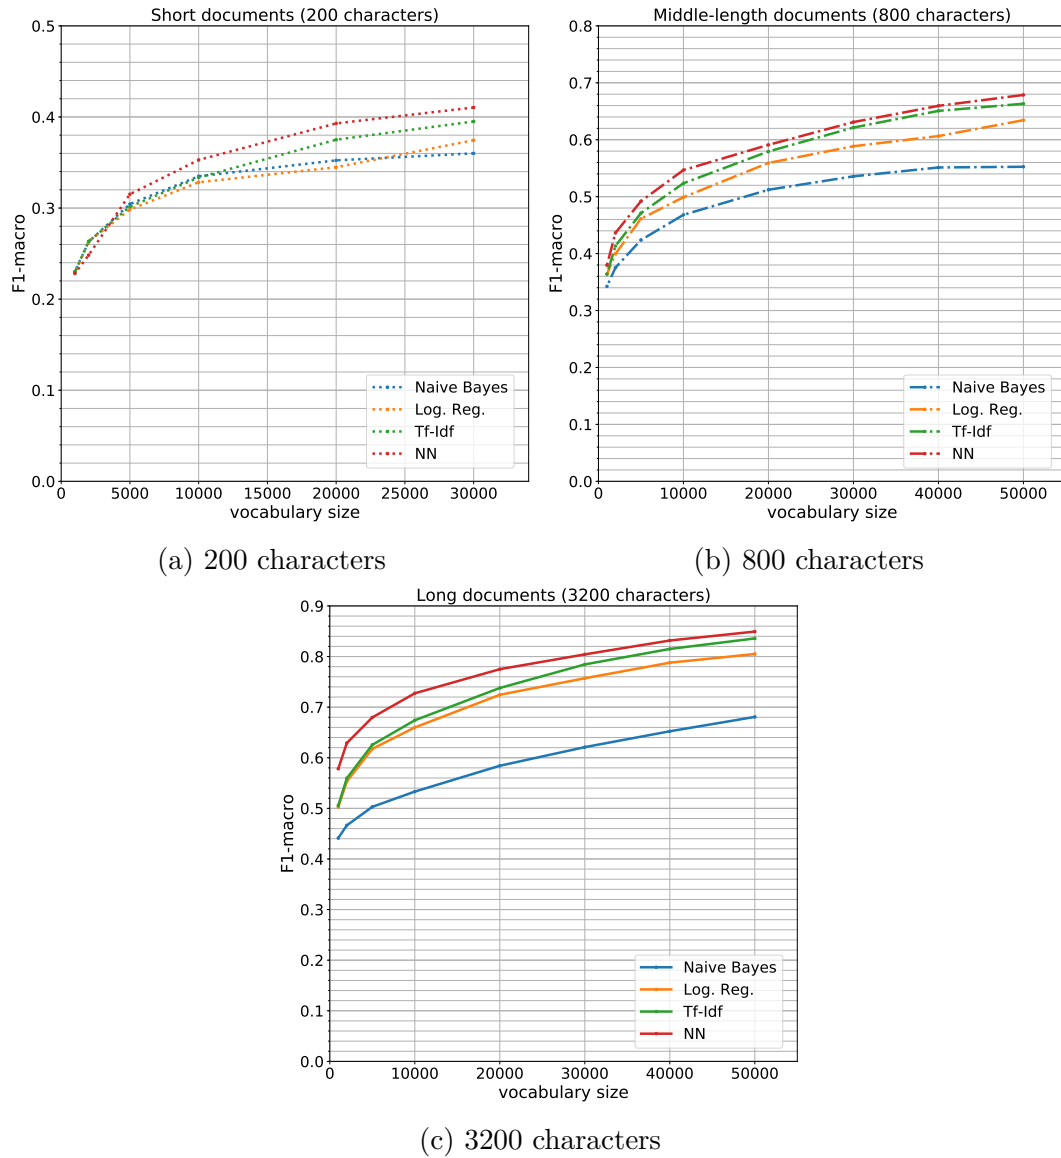 Short documents (200 characters)
0.5
0.4
0.3
0.2
0.1
0.0
F1-macro
0 5000 10000 15000 20000 25000 30000
vocabulary size
Naive Bayes
Log. Reg.
Tf-Idf
NN
(a) 200 characters
Middle-length documents (800 characters)
0.8
0.7
0.6
0.5
0.4
0.3
0.2
0.1
0.0
F1-macro
0 10000 20000 30000 40000 50000
vocabulary size
Naive Bayes
Log. Reg.
Tf-Idf
NN
(b) 800 characters
Long documents (3200 characters)
0.9
0.8
0.7
0.6
0.5
0.4
0.3
0.2
0.1
0.0
F1-macro
0 10000 20000 30000 40000 50000
vocabulary size
Naive Bayes
Log. Reg.
Tf-Idf
NN
(c) 3200 characters